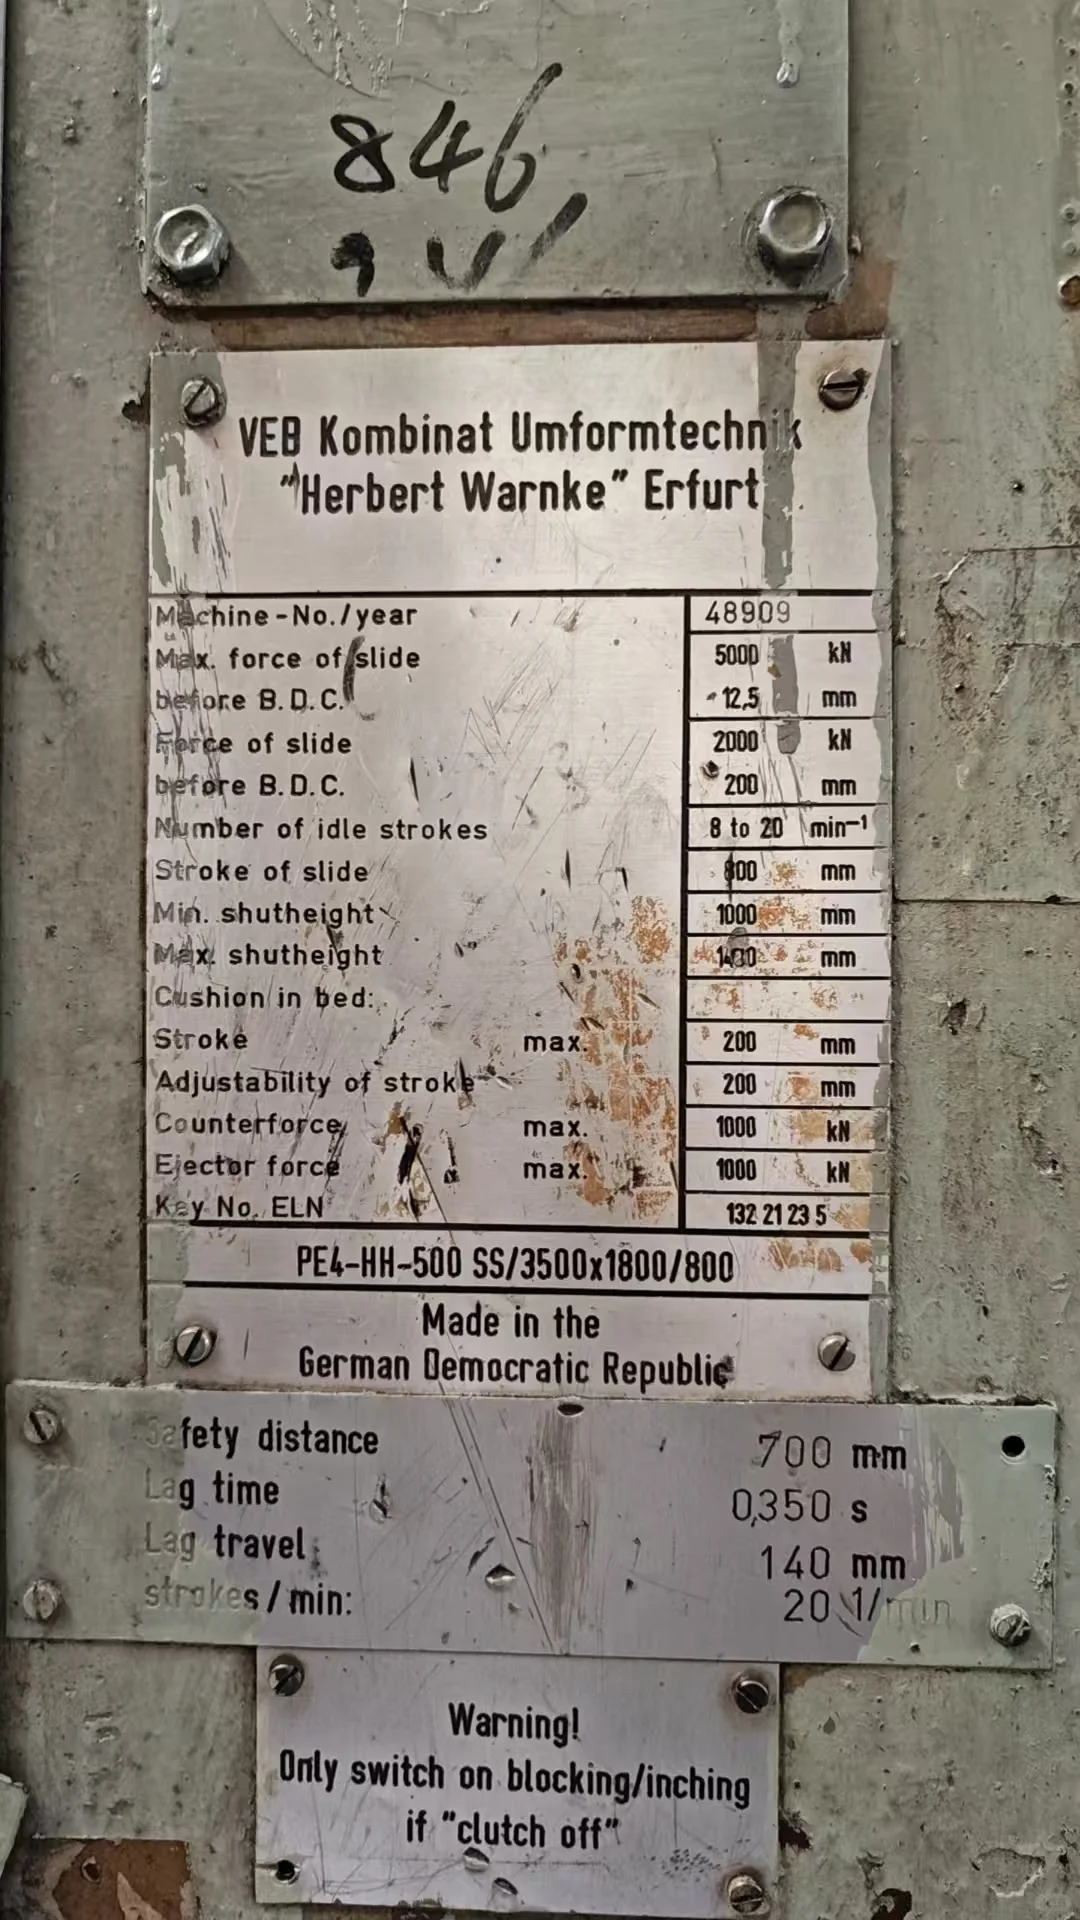 846
VEB Kombinat Umformtechnik
"Herbert Warnke" Erfurt
Machine-No./year 48909
Max. force of slide 5000 kN
before B.D.C. 12,5 mm
Force of slide 2000 kN
before B.D.C. 200 mm
Number of idle strokes 8 to 20 min⁻¹
Stroke of slide 800 mm
Min. shutheight 1000 mm
Max. shutheight mm
Cushion in bed:
Stroke max. 200 mm
Adjustability of stroke 200 mm
Counterforce max. 1000 kN
Ejector force max. 1000 kN
Key No. ELN 132 21 23 5
PE4-HH-500 SS/3500x1800/800
Made in the
German Democratic Republic
Safety distance 700 mm
Lag time 0,350 s
Lag travel 140 mm
strokes/min: 20 1/min
Warning!
Only switch on blocking/inching
if "clutch off"